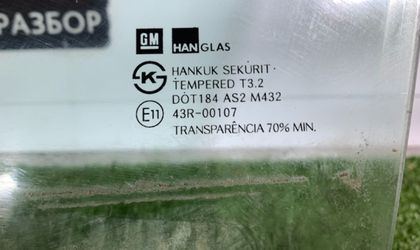 РАЗБОР
GM HANGLAS
HANKUK SEKURIT·
TEMPERED T3.2
DOT184 AS2 M432
E11 43R-00107
TRANSPARÊNCIA 70% MIN.